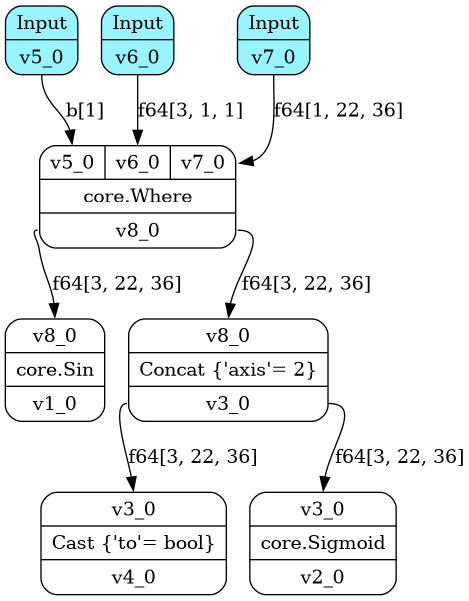 Input
v5_0
Input
v6_0
Input
v7_0
b[1]
f64[3, 1, 1]
f64[1, 22, 36]
v5_0
v6_0
v7_0
core.Where
v8_0
f64[3, 22, 36]
f64[3, 22, 36]
v8_0
core.Sin
v1_0
v8_0
Concat {'axis'= 2}
v3_0
f64[3, 22, 36]
f64[3, 22, 36]
v3_0
Cast {'to'= bool}
v4_0
v3_0
core.Sigmoid
v2_0